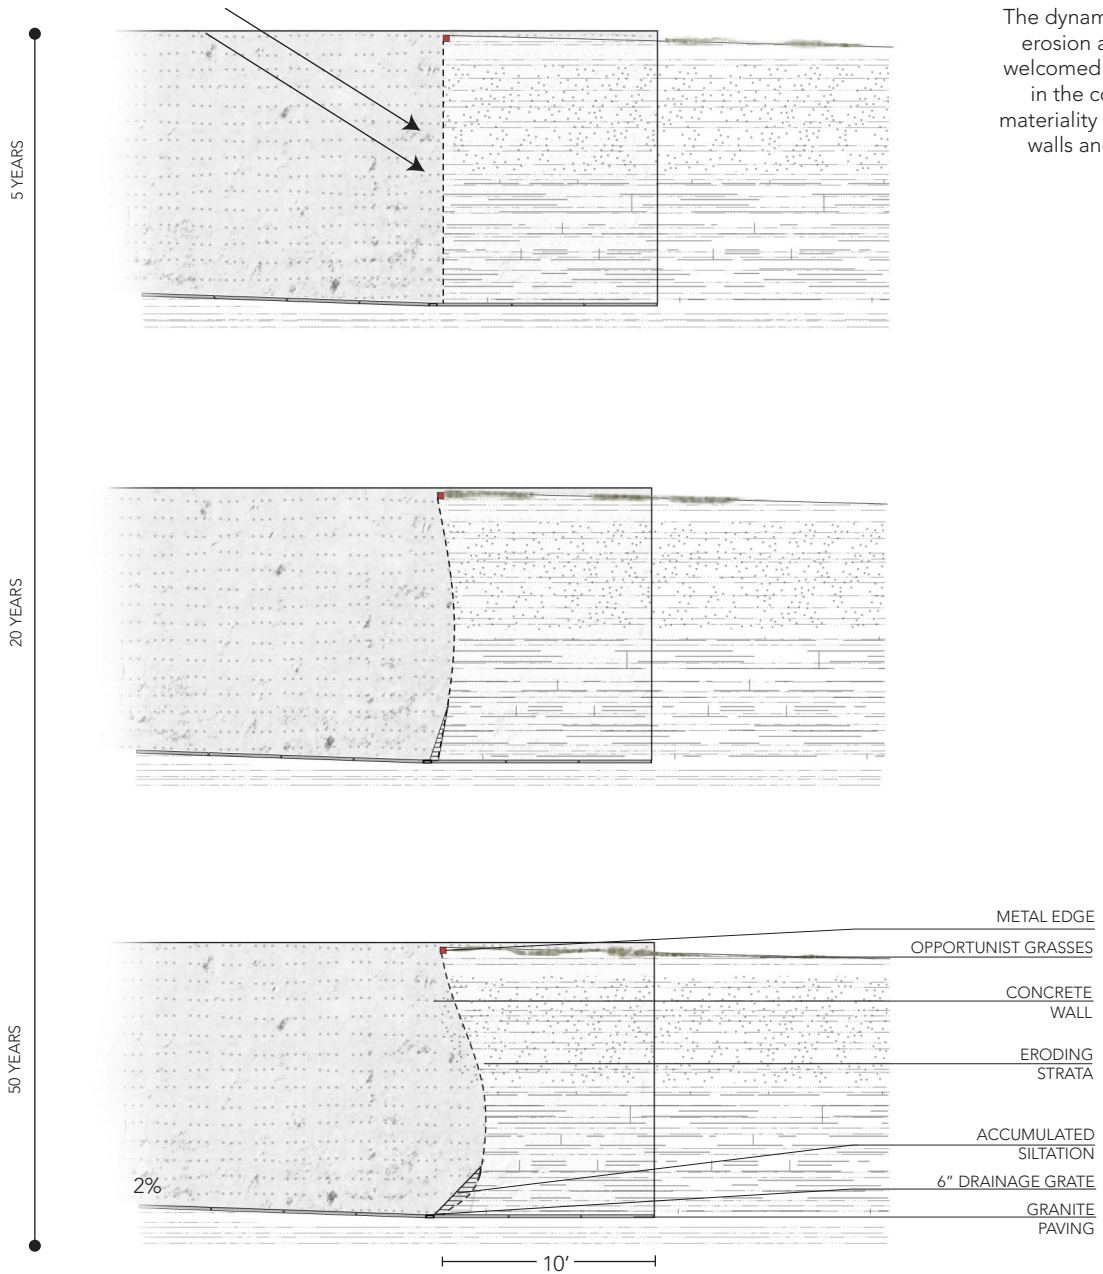 The dynam
erosion a
welcomed
in the co
materiality
walls an
5 YEARS
20 YEARS
50 YEARS
METAL EDGE
OPPORTUNIST GRASSES
CONCRETE
WALL
ERODING
STRATA
ACCUMULATED
SILTATION
6” DRAINAGE GRATE
GRANITE
PAVING
2%
10’